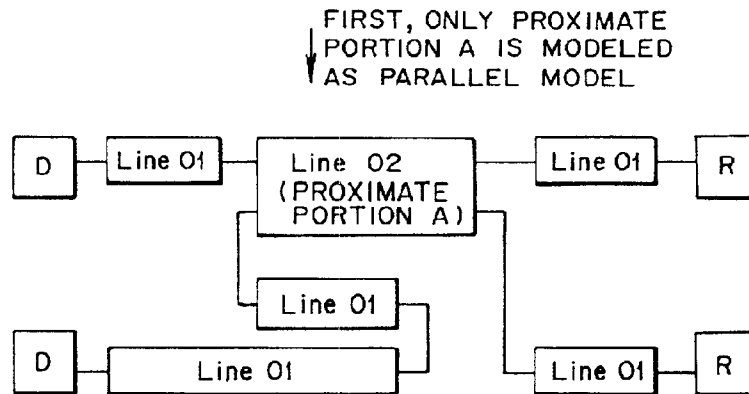 FIRST, ONLY PROXIMATE
PORTION A IS MODELED
AS PARALLEL MODEL
D
Line 01
Line 02
(PROXIMATE
PORTION A)
Line 01
R
Line 01
D
Line 01
Line 01
R